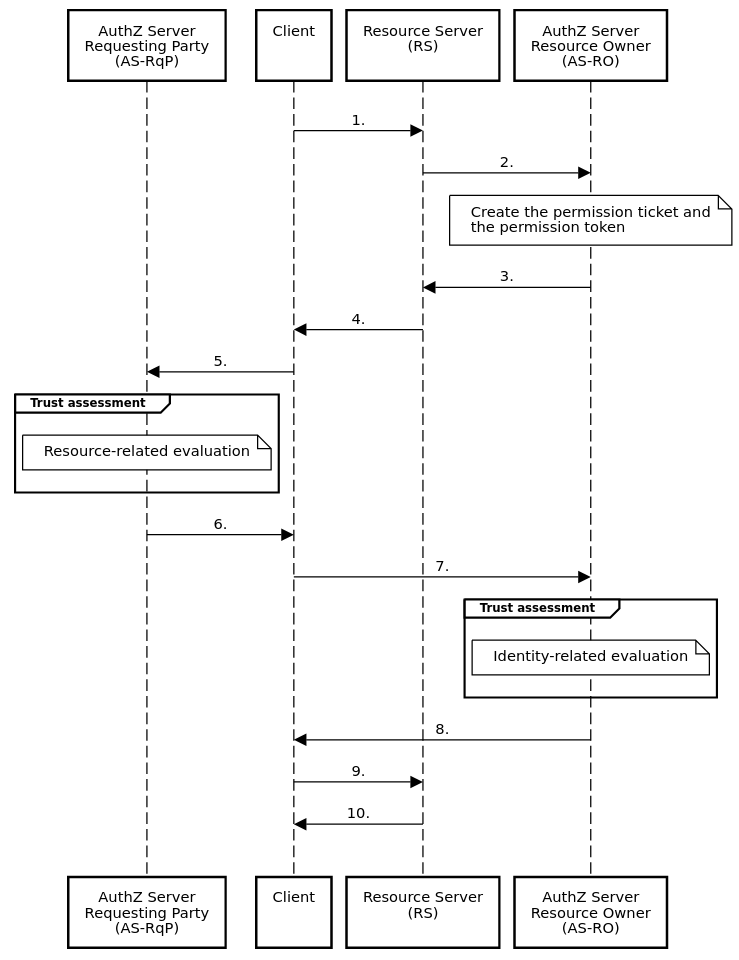 AuthZ Server
Requesting Party
(AS-RqP)
Client
Resource Server
(RS)
AuthZ Server
Resource Owner
(AS-RO)
1.
2.
Create the permission ticket and
the permission token
3.
4.
5.
Trust assessment
Resource-related evaluation
6.
7.
Trust assessment
Identity-related evaluation
8.
9.
10.
AuthZ Server
Requesting Party
(AS-RqP)
Client
Resource Server
(RS)
AuthZ Server
Resource Owner
(AS-RO)